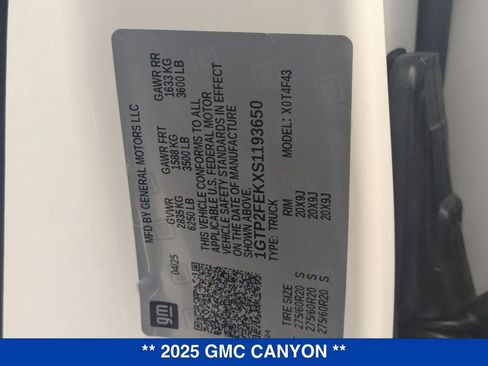 MFD BY GENERAL MOTORS LLC
04/25
GVWR
2835 KG
6250 LB
GAWR FRT
1588 KG
3500 LB
GAWR RR
1633 KG
3600 LB
THIS VEHICLE CONFORMS TO ALL
APPLICABLE U.S. FEDERAL MOTOR
VEHICLE SAFETY STANDARDS IN EFFECT
ON THE DATE OF MANUFACTURE
SHOWN ABOVE.
1GTP2FEKXS1193650
TYPE: TRUCK
MODEL: X0T4F43
TIRE SIZE RIM
275/60R20 S 20X9J
275/60R20 S 20X9J
275/60R20 S 20X9J
gm
** 2025 GMC CANYON **